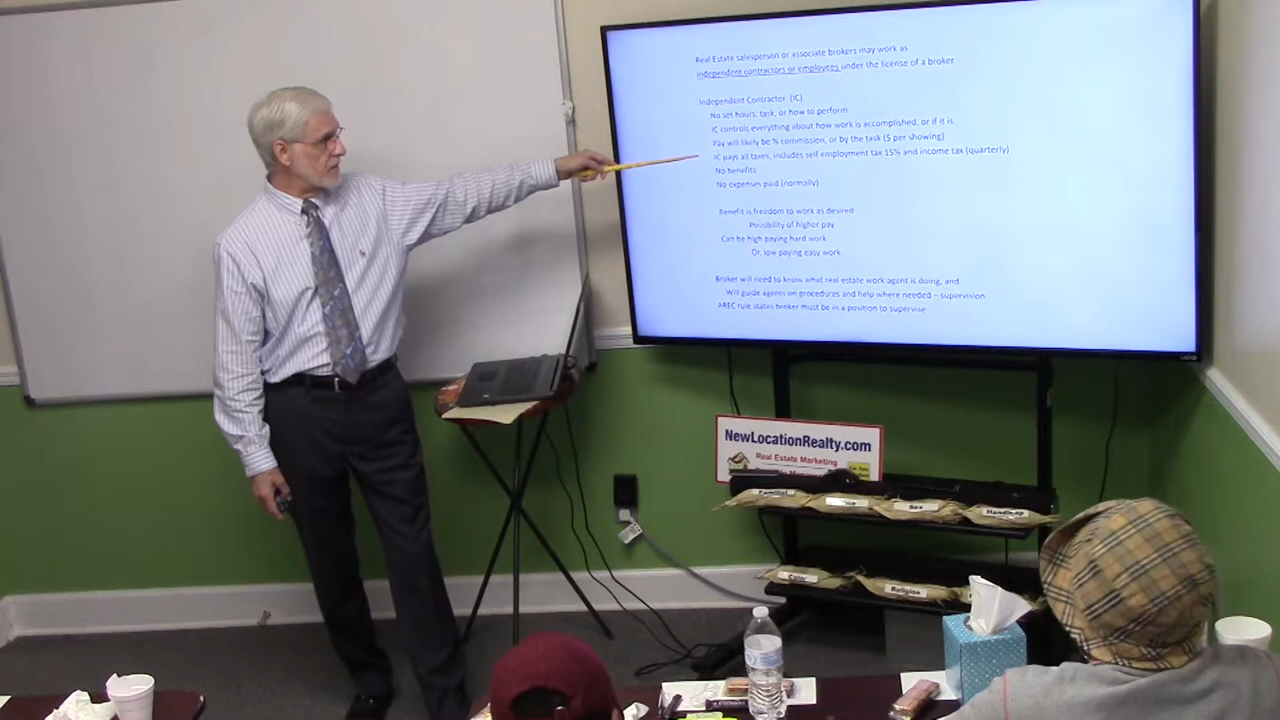 Real Estate salesperson or associate brokers may work as
independent contractors or employees under the license of a broker
Independent Contractor (IC)
No set hours, task, or how to perform
IC controls everything about how work is accomplished, or if it is
Pay will likely be % commission, or by the task ($ per showing)
IC pays all taxes, includes self employment tax 15% and income tax (quarterly)
No benefits
No expenses paid (normally)
Benefit is freedom to work as desired
Possibility of higher pay
Can be high paying hard work
Or, low paying easy work
Broker will need to know what real estate work agent is doing, and
Will guide agents on procedures and help where needed – supervision
AREC rule states broker must be in a position to supervise
VIZIO
NewLocationRealty.com
Real Estate Marketing
Familial
Sex
Handicap
Color
Religion